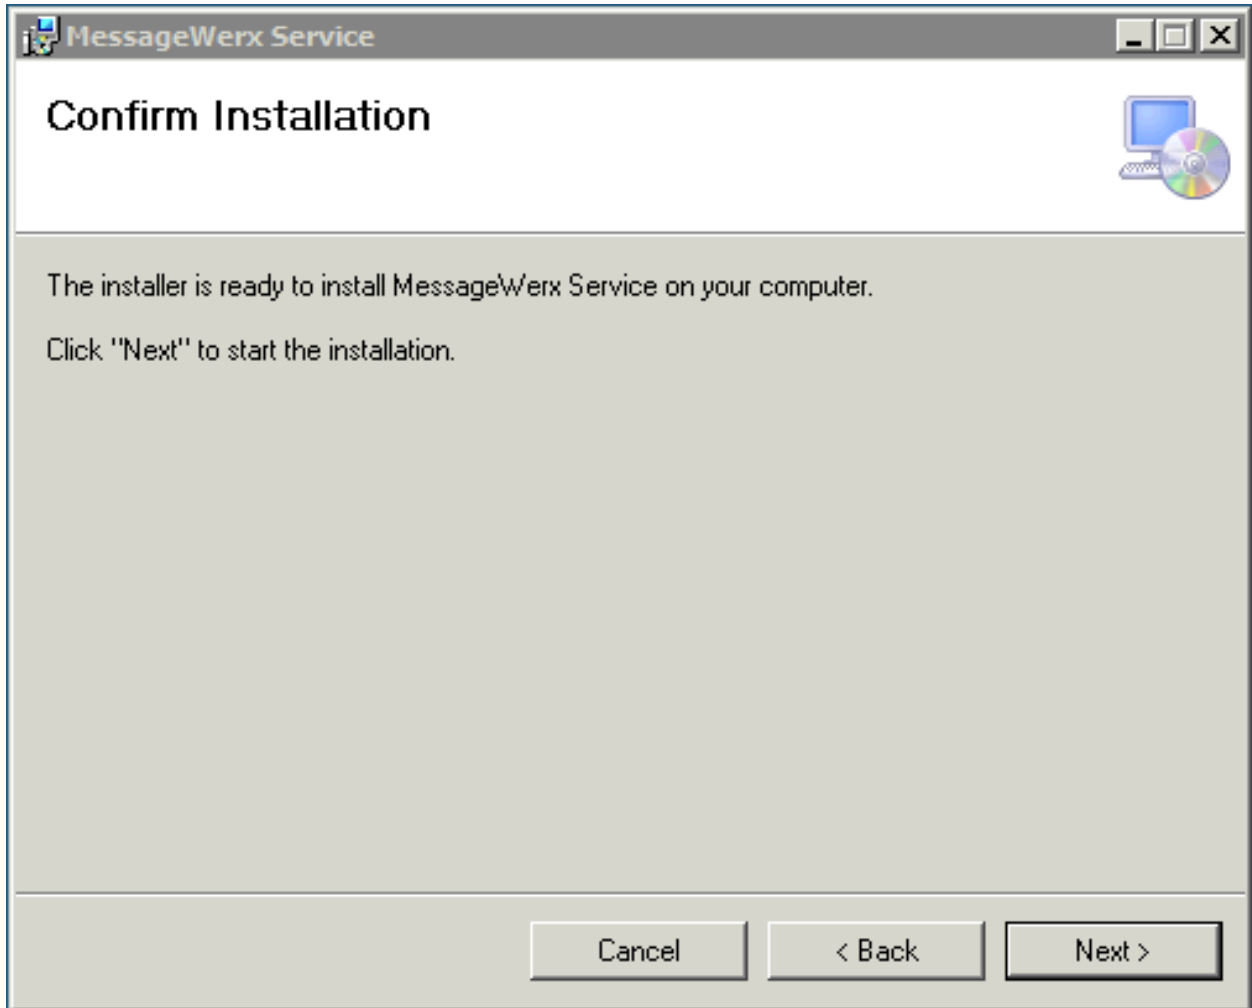 MessageWerx Service
Confirm Installation
The installer is ready to install MessageWerx Service on your computer.
Click "Next" to start the installation.
Cancel
< Back
Next >